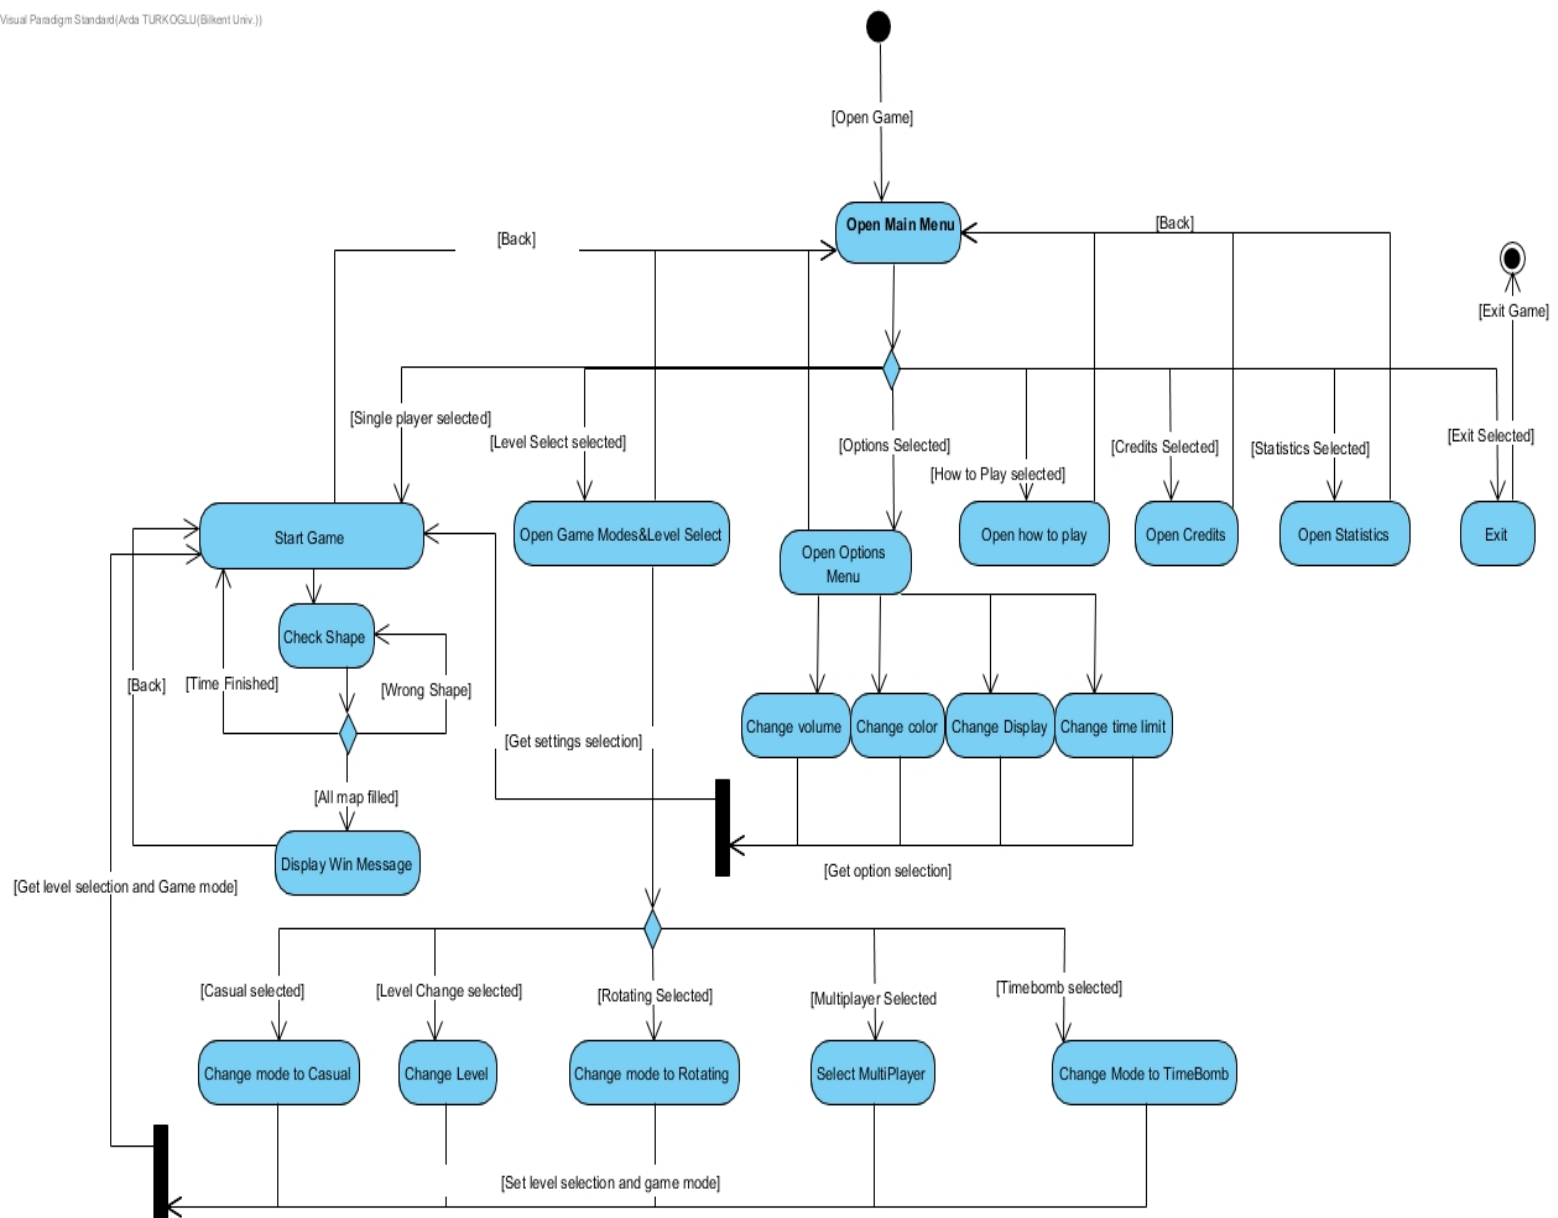 Visual Paradigm Standard(Arda TURKOGLU(Bilkent Univ.))
[Open Game]
Open Main Menu
[Back]
[Back]
[Exit Game]
[Single player selected]
[Level Select selected]
[Options Selected]
[How to Play selected]
[Credits Selected]
[Statistics Selected]
[Exit Selected]
Start Game
Open Game Modes&Level Select
Open Options
Menu
Open how to play
Open Credits
Open Statistics
Exit
Check Shape
[Back]
[Time Finished]
[Wrong Shape]
[Get settings selection]
Change volume
Change color
Change Display
Change time limit
[All map filled]
Display Win Message
[Get option selection]
[Get level selection and Game mode]
[Casual selected]
[Level Change selected]
[Rotating Selected]
[Multiplayer Selected
[Timebomb selected]
Change mode to Casual
Change Level
Change mode to Rotating
Select MultiPlayer
Change Mode to TimeBomb
[Set level selection and game mode]